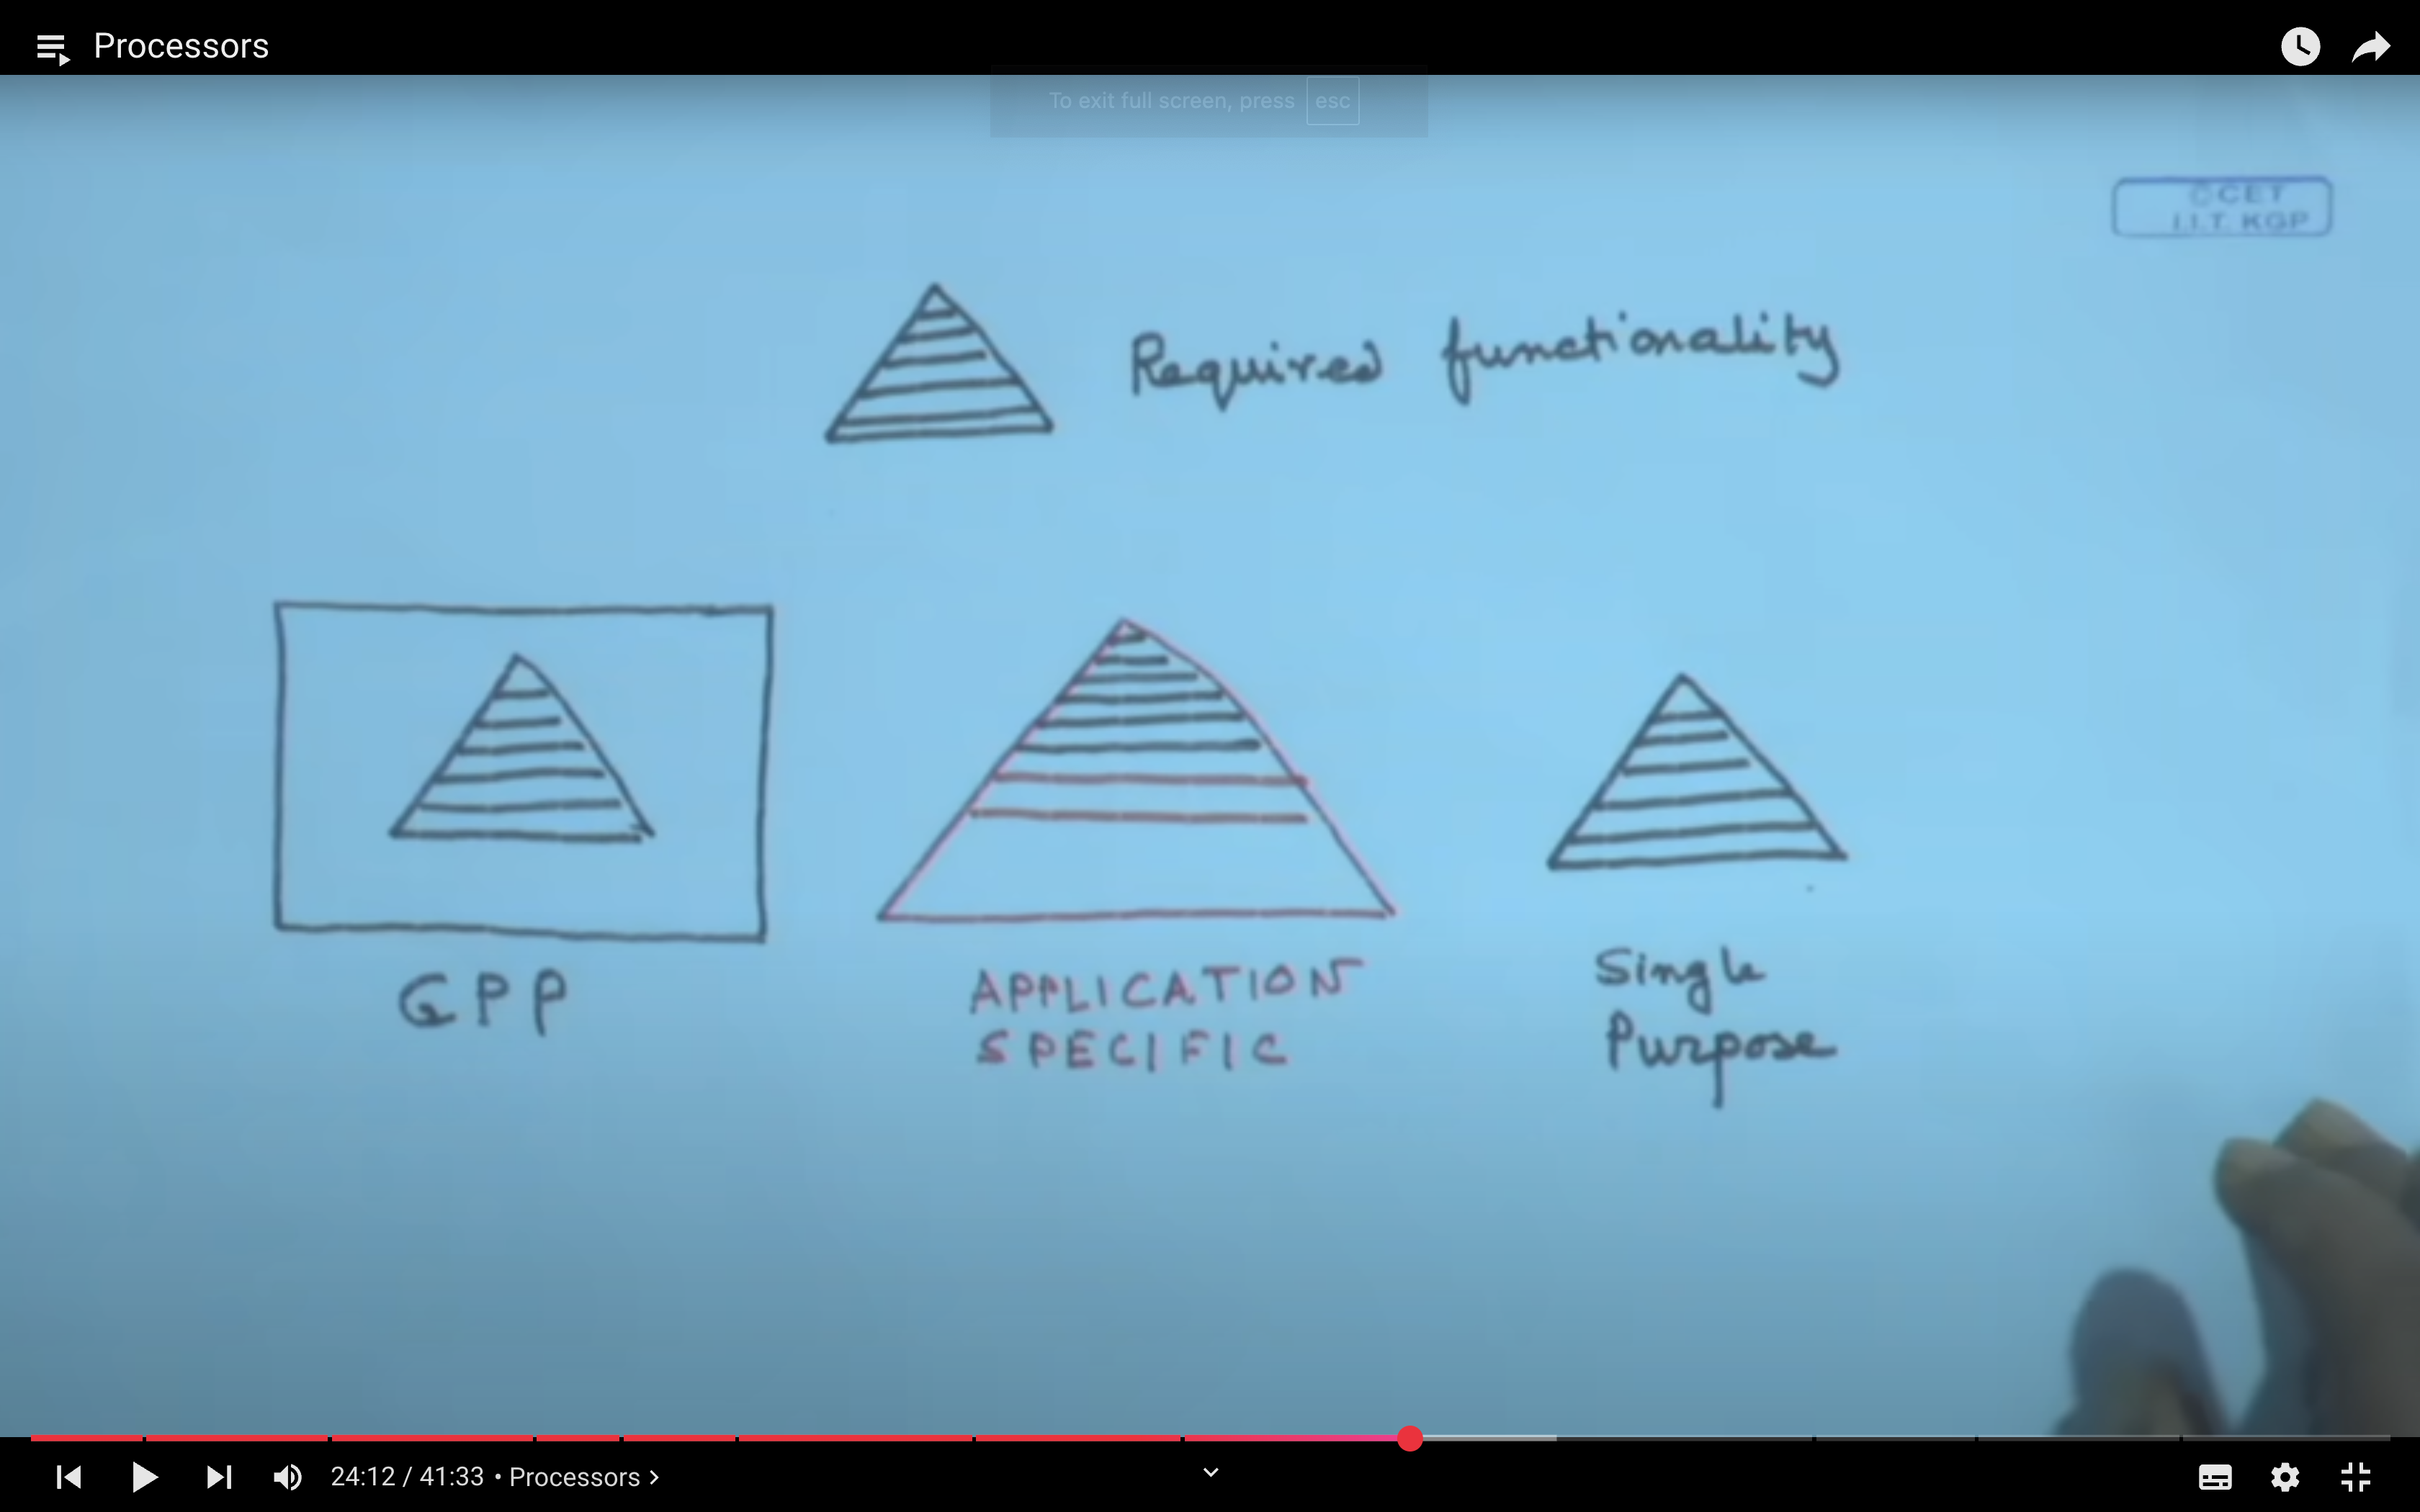 Processors
To exit full screen, press esc
©CET
I.I.T. KGP
Required functionality
GPP
APPLICATION
SPECIFIC
Single
Purpose
24:12 / 41:33 • Processors